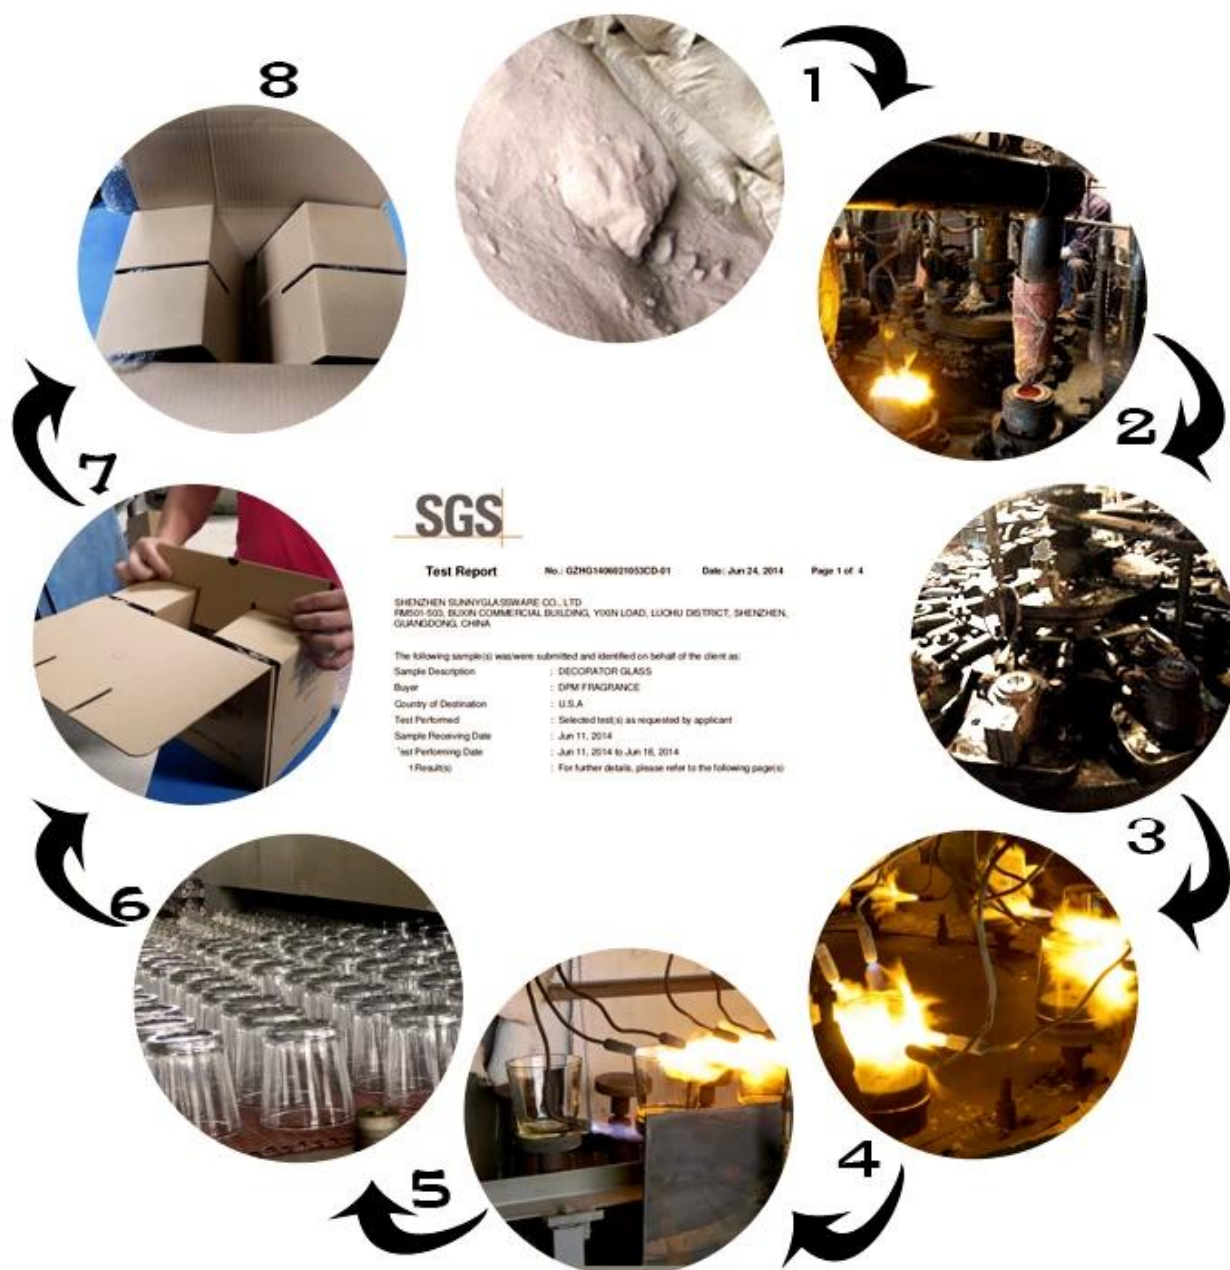 8
1
2
7
SGS
Test Report No.: GZHG1406021053CD-01 Date: Jun 24, 2014 Page 1 of 4
SHENZHEN SUNNYGLASSWARE CO., LTD
RM501-503, BUXIN COMMERCIAL BUILDING, YIXIN LOAD, LUOHU DISTRICT, SHENZHEN,
GUANGDONG, CHINA
The following sample(s) was/were submitted and identified on behalf of the client as:
Sample Description : DECORATOR GLASS
Buyer : DPM FRAGRANCE
Country of Destination : U.S.A
Test Performed : Selected test(s) as requested by applicant
Sample Receiving Date : Jun 11, 2014
Test Performing Date : Jun 11, 2014 to Jun 18, 2014
t Result(s) : For further details, please refer to the following page(s)
3
6
4
5